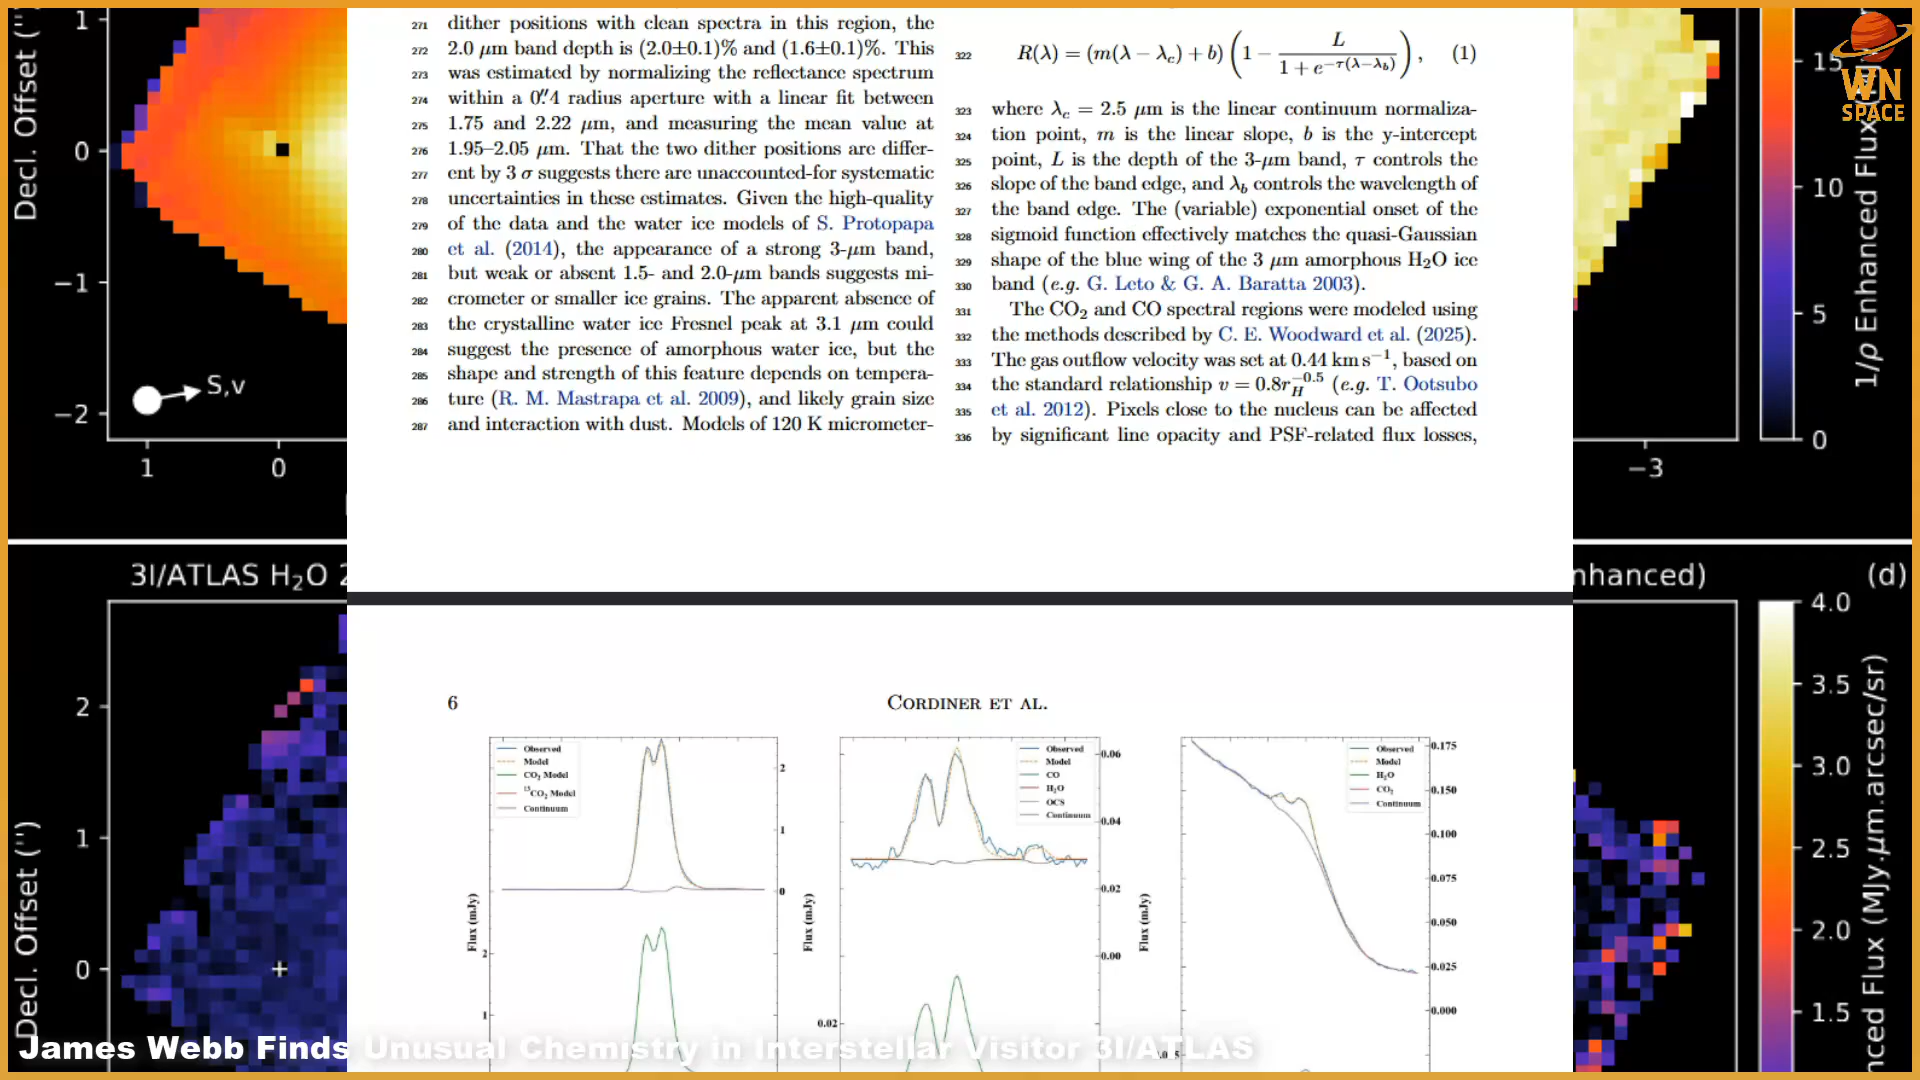 271 dither positions with clean spectra in this region, the
272 2.0 μm band depth is (2.0±0.1)% and (1.6±0.1)%. This
273 was estimated by normalizing the reflectance spectrum
274 within a 0″.4 radius aperture with a linear fit between
275 1.75 and 2.22 μm, and measuring the mean value at
276 1.95–2.05 μm. That the two dither positions are differ-
277 ent by 3 σ suggests there are unaccounted-for systematic
278 uncertainties in these estimates. Given the high-quality
279 of the data and the water ice models of S. Protopapa
280 et al. (2014), the appearance of a strong 3-μm band,
281 but weak or absent 1.5- and 2.0-μm bands suggests mi-
282 crometer or smaller ice grains. The apparent absence of
283 the crystalline water ice Fresnel peak at 3.1 μm could
284 suggest the presence of amorphous water ice, but the
285 shape and strength of this feature depends on tempera-
286 ture (R. M. Mastrapa et al. 2009), and likely grain size
287 and interaction with dust. Models of 120 K micrometer-
322 R(λ) = (m(λ − λc) + b) (1 − L / 1 + e^−τ(λ−λb)), (1)
323 where λc = 2.5 μm is the linear continuum normaliza-
324 tion point, m is the linear slope, b is the y-intercept
325 point, L is the depth of the 3-μm band, τ controls the
326 slope of the band edge, and λb controls the wavelength of
327 the band edge. The (variable) exponential onset of the
328 sigmoid function effectively matches the quasi-Gaussian
329 shape of the blue wing of the 3 μm amorphous H₂O ice
330 band (e.g. G. Leto & G. A. Baratta 2003).
331 The CO₂ and CO spectral regions were modeled using
332 the methods described by C. E. Woodward et al. (2025).
333 The gas outflow velocity was set at 0.44 km s⁻¹, based on
334 the standard relationship v = 0.8r_H^−0.5 (e.g. T. Ootsubo
335 et al. 2012). Pixels close to the nucleus can be affected
336 by significant line opacity and PSF-related flux losses,
6 CORDINER ET AL.
Observed
Model
CO₂ Model
¹³CO₂ Model
Continuum
2
1
0
Flux (mJy)
2
1
Observed
Model
CO
H₂O
OCS
Continuum
0.06
0.04
0.02
0.00
Flux (mJy)
0.02
Observed
Model
H₂O
CO₂
Continuum
0.175
0.150
0.100
0.075
0.050
0.025
0.000
Flux (mJy)
Decl. Offset (")
1
0
−1
−2
S,v
1
0
−3
15
10
5
0
1/ρ Enhanced Flux
WN
SPACE
3I/ATLAS H₂O
nhanced)
(d)
2
1
0
Decl. Offset (")
4.0
3.5
3.0
2.5
2.0
1.5
nced Flux (MJy.μm.arcsec/sr)
James Webb Finds Unusual Chemistry in Interstellar Visitor 3I/ATLAS